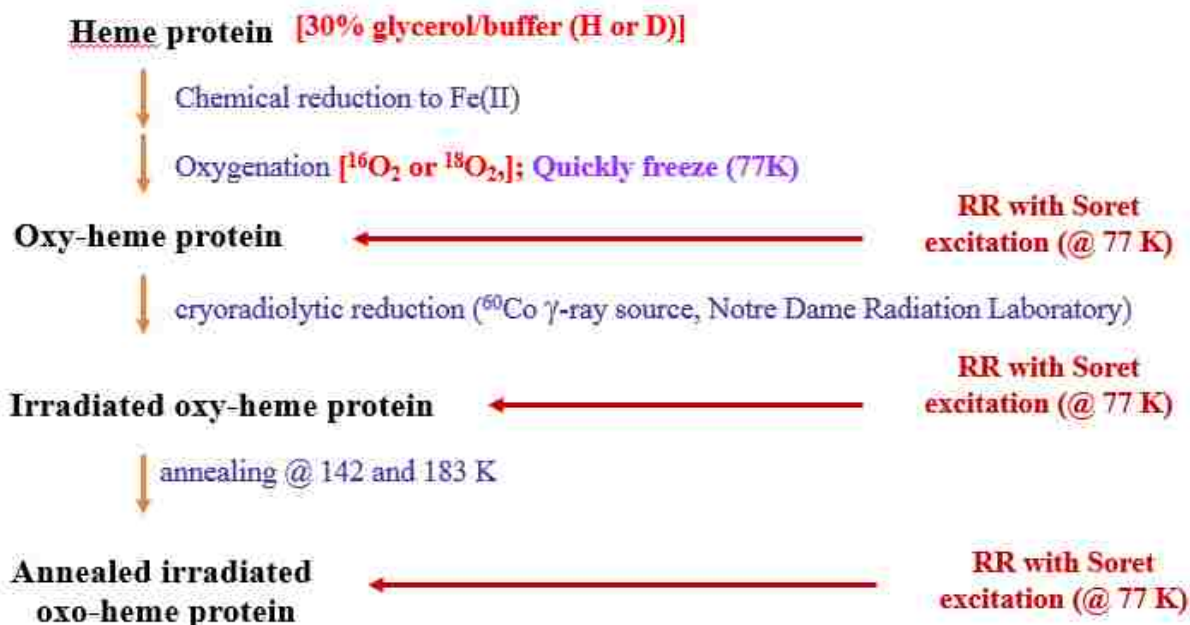 Heme protein [30% glycerol/buffer (H or D)]
Chemical reduction to Fe(II)
Oxygenation [¹⁶O₂ or ¹⁸O₂,]; Quickly freeze (77K)
Oxy-heme protein
RR with Soret
excitation (@ 77 K)
cryoradiolytic reduction (⁶⁰Co γ-ray source, Notre Dame Radiation Laboratory)
Irradiated oxy-heme protein
RR with Soret
excitation (@ 77 K)
annealing @ 142 and 183 K
Annealed irradiated
oxo-heme protein
RR with Soret
excitation (@ 77 K)